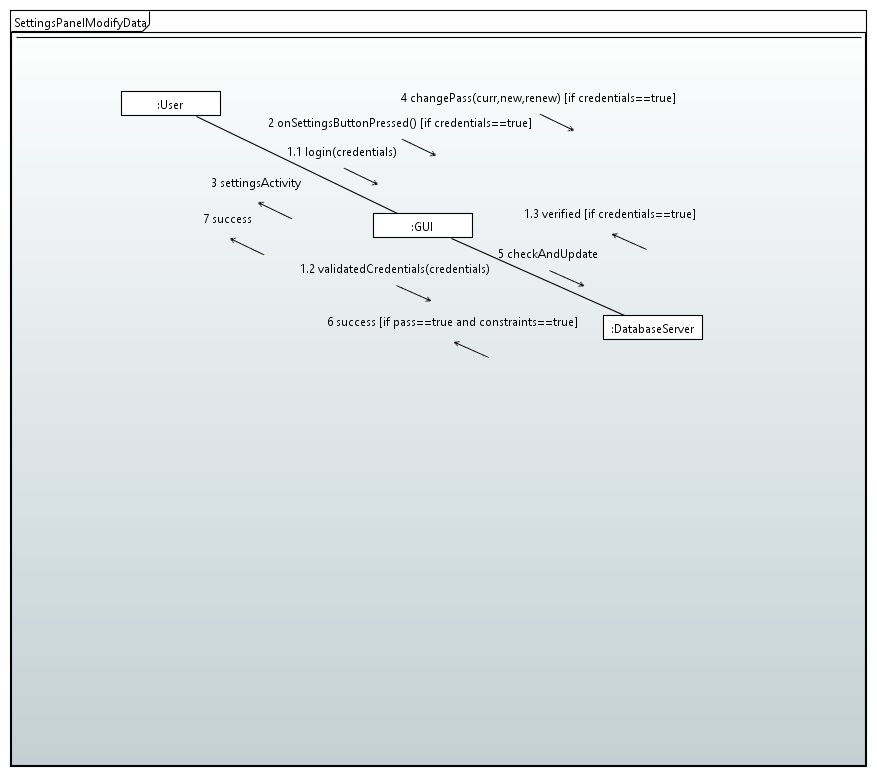 SettingsPanelModifyData
:User
4 changePass(curr,new,renew) [if credentials==true]
2 onSettingsButtonPressed() [if credentials==true]
1.1 login(credentials)
3 settingsActivity
7 success
1.3 verified [if credentials==true]
:GUI
5 checkAndUpdate
1.2 validatedCredentials(credentials)
6 success [if pass==true and constraints==true]
:DatabaseServer